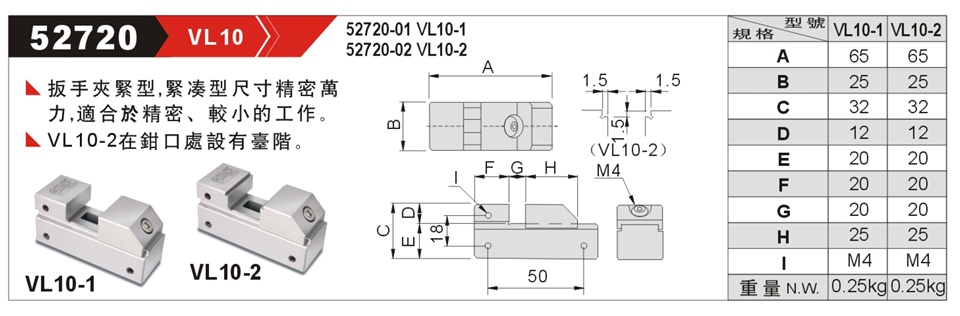 52720 VL10
52720-01 VL10-1
52720-02 VL10-2
扳手夾緊型,緊湊型尺寸精密萬
力,適合於精密、較小的工作。
VL10-2在鉗口處設有臺階。
VL10-1
VL10-2
A
B
1.5 1.5
1.5
(VL10-2)
F G H
M4
I
C D E 18
50
規格 型號 VL10-1 VL10-2
A 65 65
B 25 25
C 32 32
D 12 12
E 20 20
F 20 20
G 20 20
H 25 25
I M4 M4
重量 N.W. 0.25kg 0.25kg